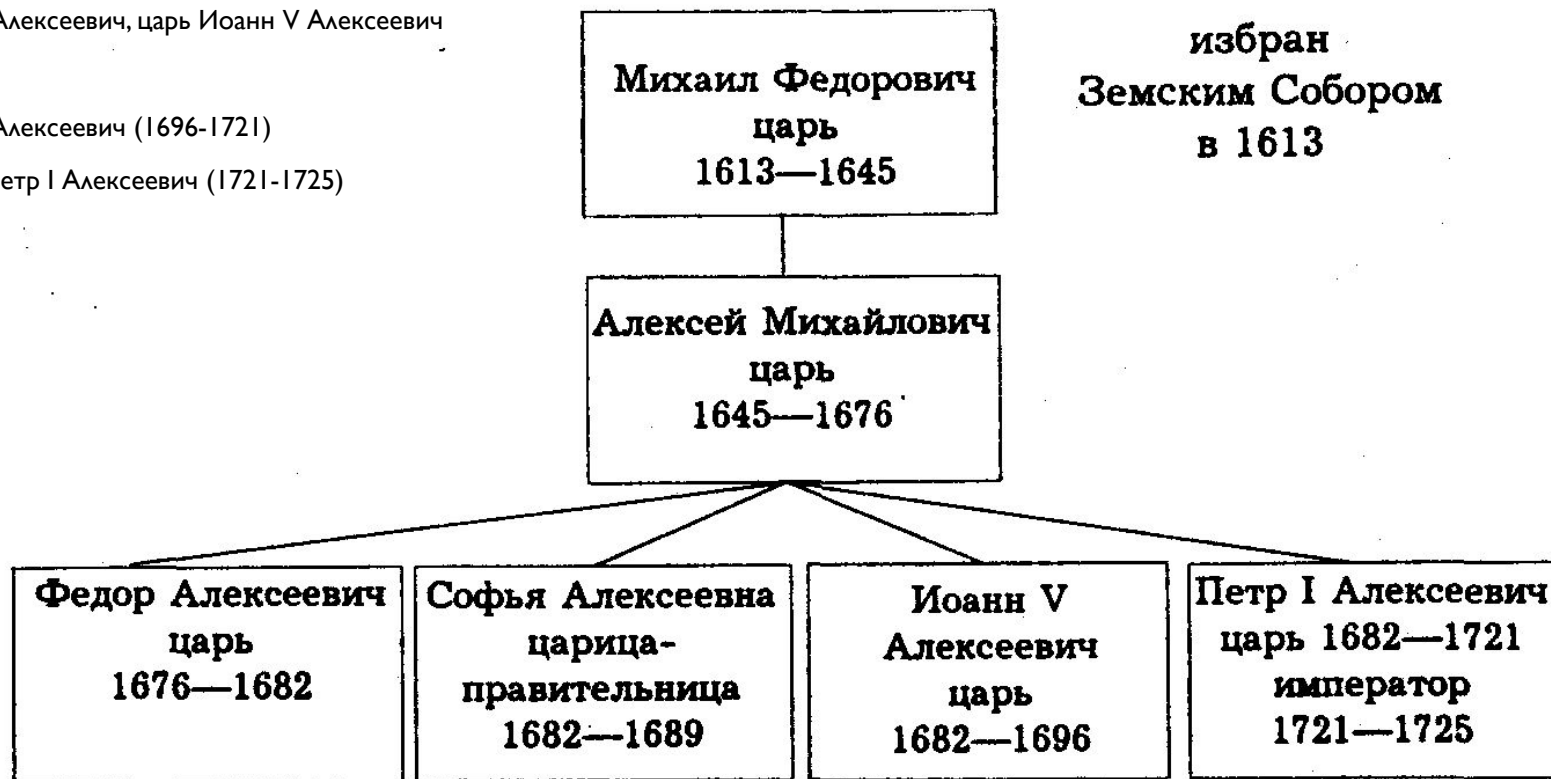 Алексеевич, царь Иоанн V Алексеевич
Алексеевич (1696-1721)
етр I Алексеевич (1721-1725)
Михаил Федорович
царь
1613—1645
избран
Земским Собором
в 1613
Алексей Михайлович
царь
1645—1676
Федор Алексеевич
царь
1676—1682
Софья Алексеевна
царица-
правительница
1682—1689
Иоанн V
Алексеевич
царь
1682—1696
Петр I Алексеевич
царь 1682—1721
император
1721—1725